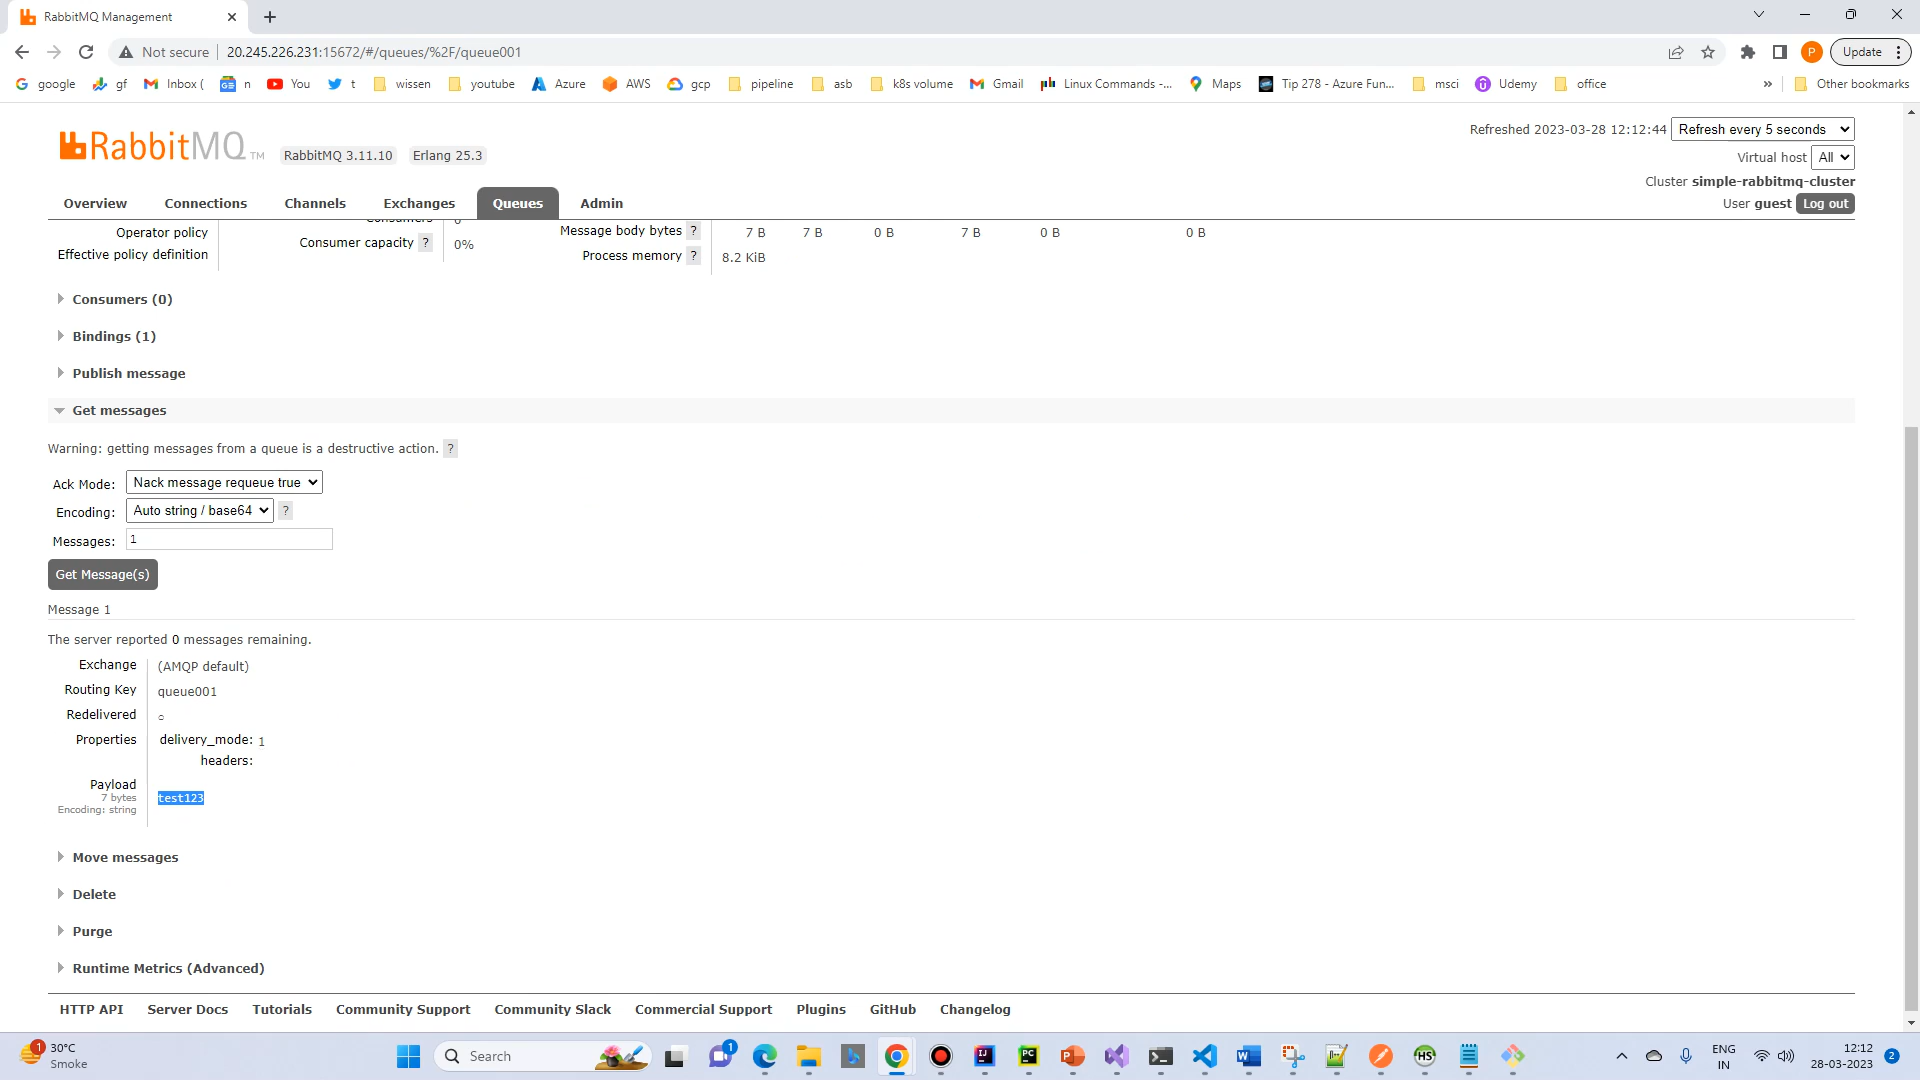 RabbitMQ Management
Not secure
20.245.226.231:15672/#/queues/%2F/queue001
P
Update
google
gf
Inbox (
n
You
t
wissen
youtube
Azure
AWS
gcp
pipeline
asb
k8s volume
Gmail
Linux Commands -...
Maps
Tip 278 - Azure Fun...
msci
Udemy
office
»
Other bookmarks
RabbitMQ TM
RabbitMQ 3.11.10
Erlang 25.3
Refreshed 2023-03-28 12:12:44
Refresh every 5 seconds
Virtual host All
Cluster simple-rabbitmq-cluster
User guest Log out
Overview
Connections
Channels
Exchanges
Queues
Admin
Operator policy
Effective policy definition
Consumers 0
Consumer capacity ? 0%
Message body bytes ? 7 B 7 B 0 B 7 B 0 B 0 B
Process memory ? 8.2 KiB
Consumers (0)
Bindings (1)
Publish message
Get messages
Warning: getting messages from a queue is a destructive action. ?
Ack Mode: Nack message requeue true
Encoding: Auto string / base64 ?
Messages: 1
Get Message(s)
Message 1
The server reported 0 messages remaining.
Exchange (AMQP default)
Routing Key queue001
Redelivered ○
Properties delivery_mode: 1
headers:
Payload
7 bytes
Encoding: string
test123
Move messages
Delete
Purge
Runtime Metrics (Advanced)
HTTP API
Server Docs
Tutorials
Community Support
Community Slack
Commercial Support
Plugins
GitHub
Changelog
1
30°C
Smoke
Search
1
ENG
IN
12:12
28-03-2023
2